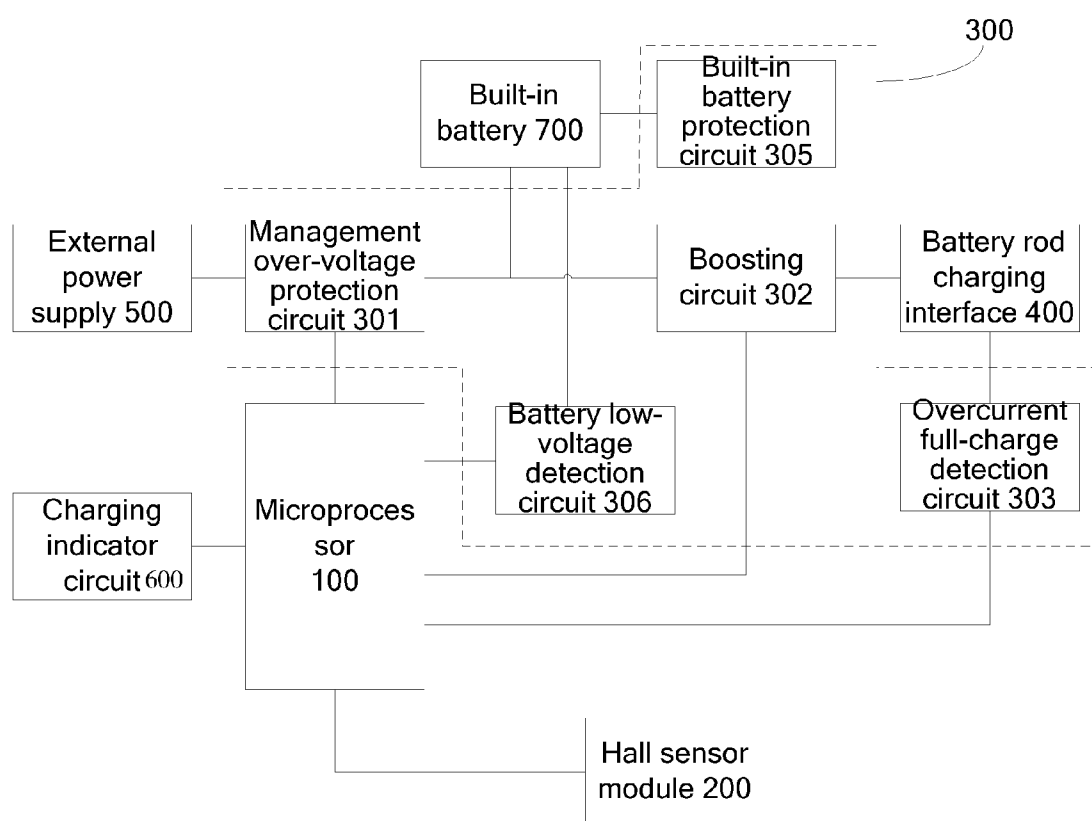 300
Built-in
battery 700
Built-in
battery
protection
circuit 305
External
power
supply 500
Management
over-voltage
protection
circuit 301
Boosting
circuit 302
Battery rod
charging
interface 400
Battery low-
voltage
detection
circuit 306
Overcurrent
full-charge
detection
circuit 303
Charging
indicator
circuit 600
Microproces
sor
100
Hall sensor
module 200